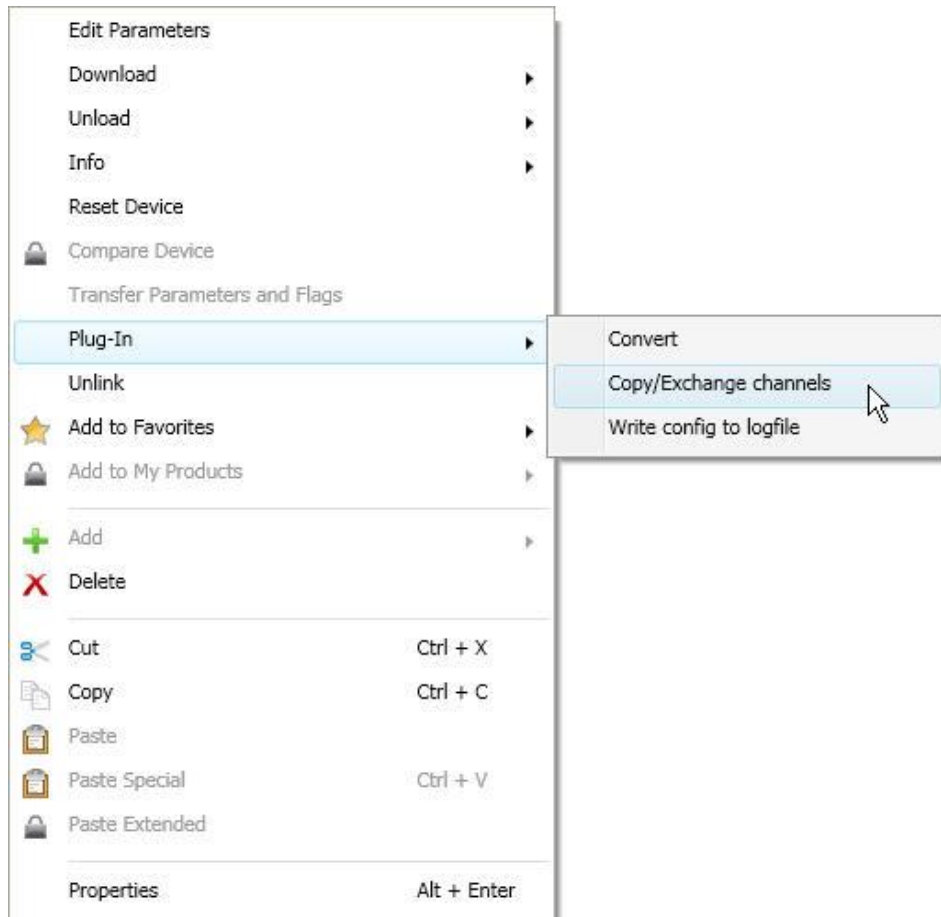 Edit Parameters
Download
Unload
Info
Reset Device
Compare Device
Transfer Parameters and Flags
Plug-In
Convert
Unlink
Copy/Exchange channels
Add to Favorites
Write config to logfile
Add to My Products
Add
Delete
Cut Ctrl + X
Copy Ctrl + C
Paste
Paste Special Ctrl + V
Paste Extended
Properties Alt + Enter